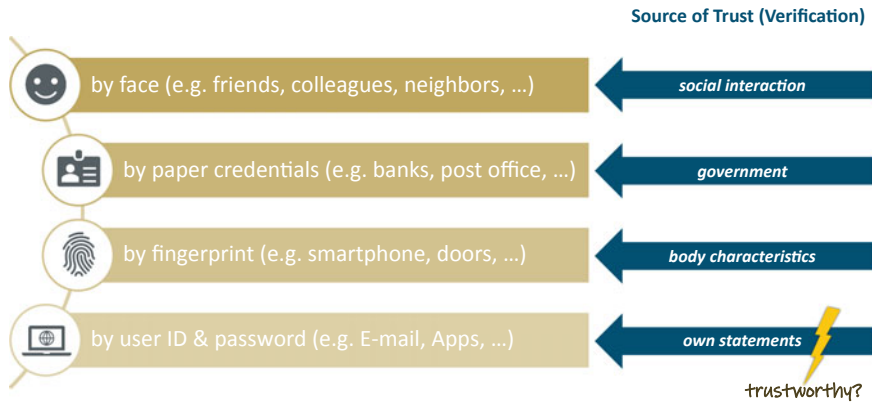 Source of Trust (Verification)
by face (e.g. friends, colleagues, neighbors, ...)
social interaction
by paper credentials (e.g. banks, post office, ...)
government
by fingerprint (e.g. smartphone, doors, ...)
body characteristics
by user ID & password (e.g. E-mail, Apps, ...)
own statements
trustworthy?